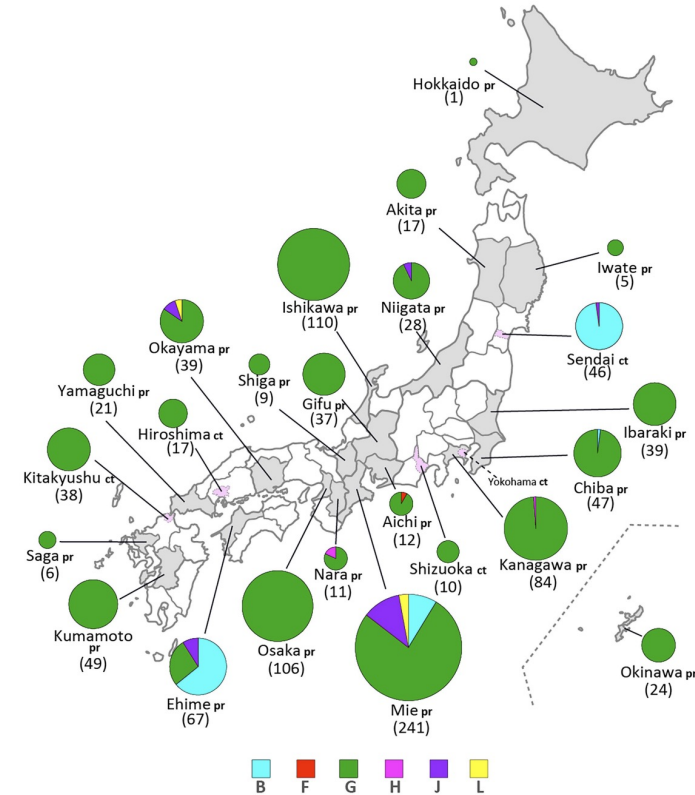 Hokkaido pr
(1)
Akita pr
(17)
Iwate pr
(5)
Ishikawa pr
(110)
Niigata pr
(28)
Sendai ct
(46)
Okayama pr
(39)
Shiga pr
(9)
Gifu pr
(37)
Yamaguchi pr
(21)
Hiroshima ct
(17)
Ibaraki pr
(39)
Kitakyushu ct
(38)
Chiba pr
(47)
Yokohama ct
Aichi pr
(12)
Kanagawa pr
(84)
Saga pr
(6)
Nara pr
(11)
Shizuoka ct
(10)
Kumamoto
pr
(49)
Osaka pr
(106)
Okinawa pr
(24)
Ehime pr
(67)
Mie pr
(241)
B F G H J L